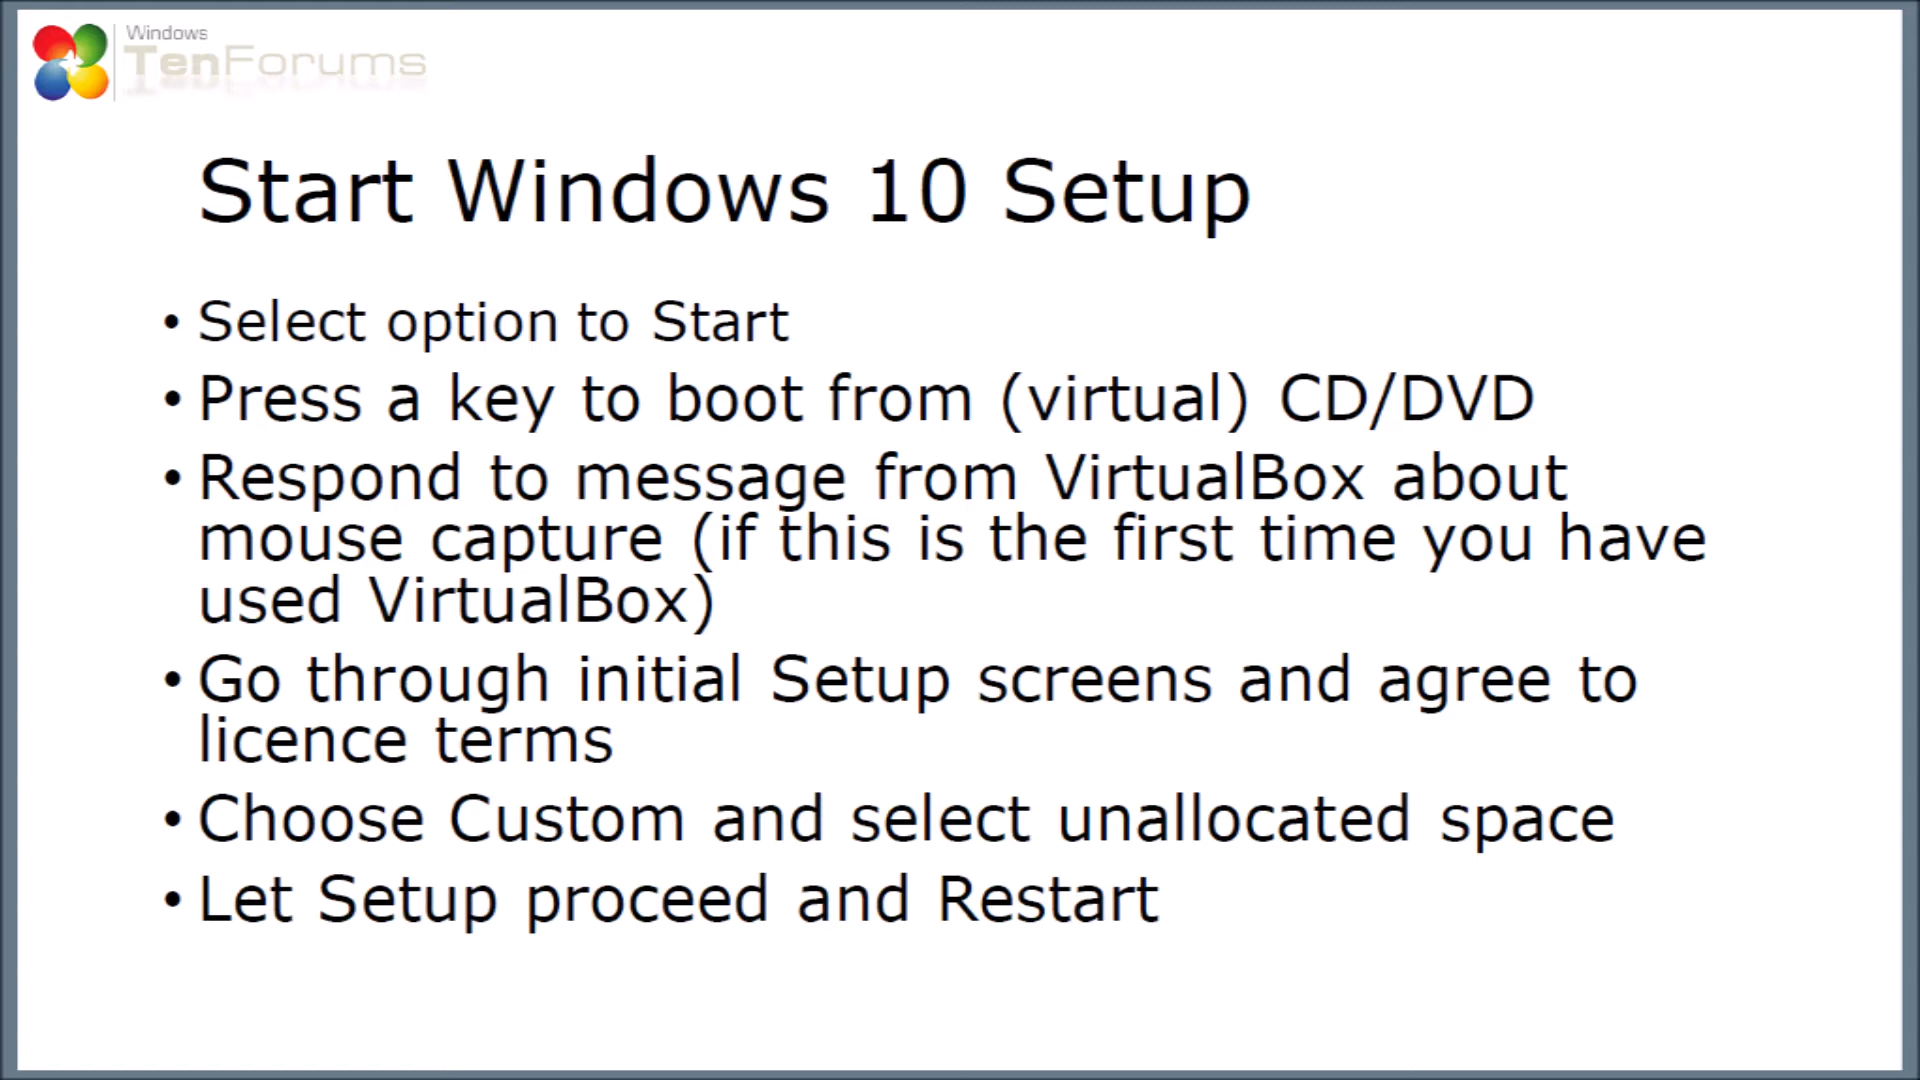 Windows
TenForums
Start Windows 10 Setup
• Select option to Start
• Press a key to boot from (virtual) CD/DVD
• Respond to message from VirtualBox about
mouse capture (if this is the first time you have
used VirtualBox)
• Go through initial Setup screens and agree to
licence terms
• Choose Custom and select unallocated space
• Let Setup proceed and Restart